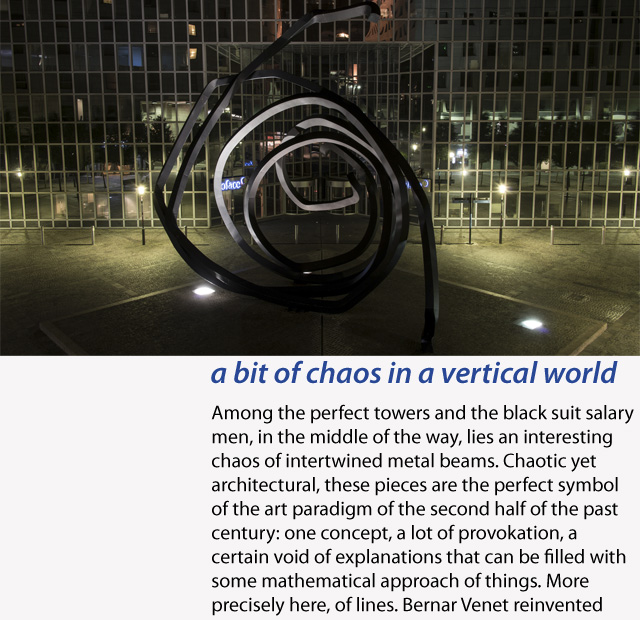 a bit of chaos in a vertical world
Among the perfect towers and the black suit salary
men, in the middle of the way, lies an interesting
chaos of intertwined metal beams. Chaotic yet
architectural, these pieces are the perfect symbol
of the art paradigm of the second half of the past
century: one concept, a lot of provokation, a
certain void of explanations that can be filled with
some mathematical approach of things. More
precisely here, of lines. Bernar Venet reinvented